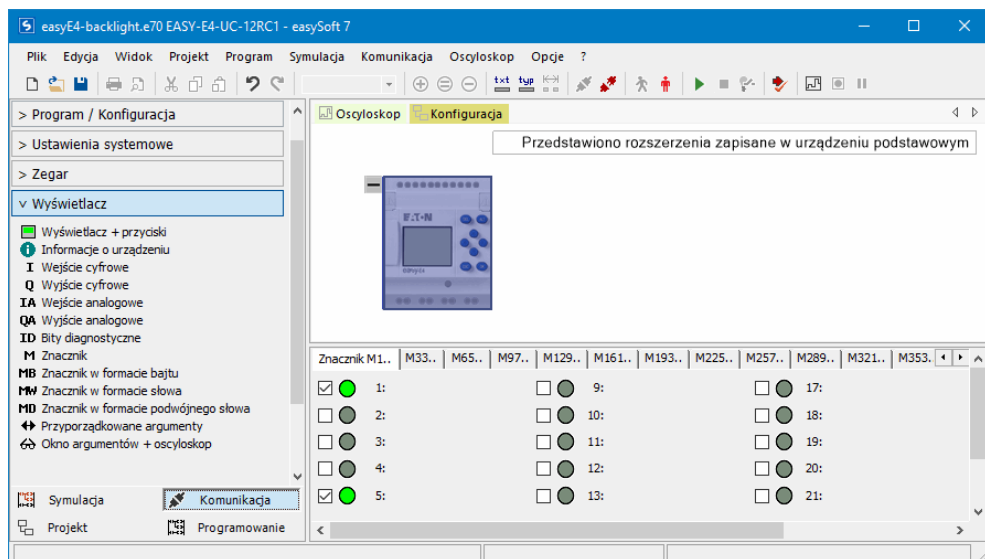 easyE4-backlight.e70 EASY-E4-UC-12RC1 - easySoft 7
Plik Edycja Widok Projekt Program Symulacja Komunikacja Oscyloskop Opcje ?
txt typ
> Program / Konfiguracja
> Ustawienia systemowe
> Zegar
v Wyświetlacz
Wyświetlacz + przyciski
Informacje o urządzeniu
I Wejście cyfrowe
Q Wyjście cyfrowe
IA Wejście analogowe
QA Wyjście analogowe
ID Bity diagnostyczne
M Znacznik
MB Znacznik w formacie bajtu
MW Znacznik w formacie słowa
MD Znacznik w formacie podwójnego słowa
Przyporządkowane argumenty
Okno argumentów + oscyloskop
Symulacja Komunikacja
Projekt Programowanie
Oscyloskop Konfiguracja
Przedstawiono rozszerzenia zapisane w urządzeniu podstawowym
E.T.N
Znacznik M1.. M33.. M65.. M97.. M129.. M161.. M193.. M225.. M257.. M289.. M321.. M353.
1: 9: 17:
2: 10: 18:
3: 11: 19:
4: 12: 20:
5: 13: 21: